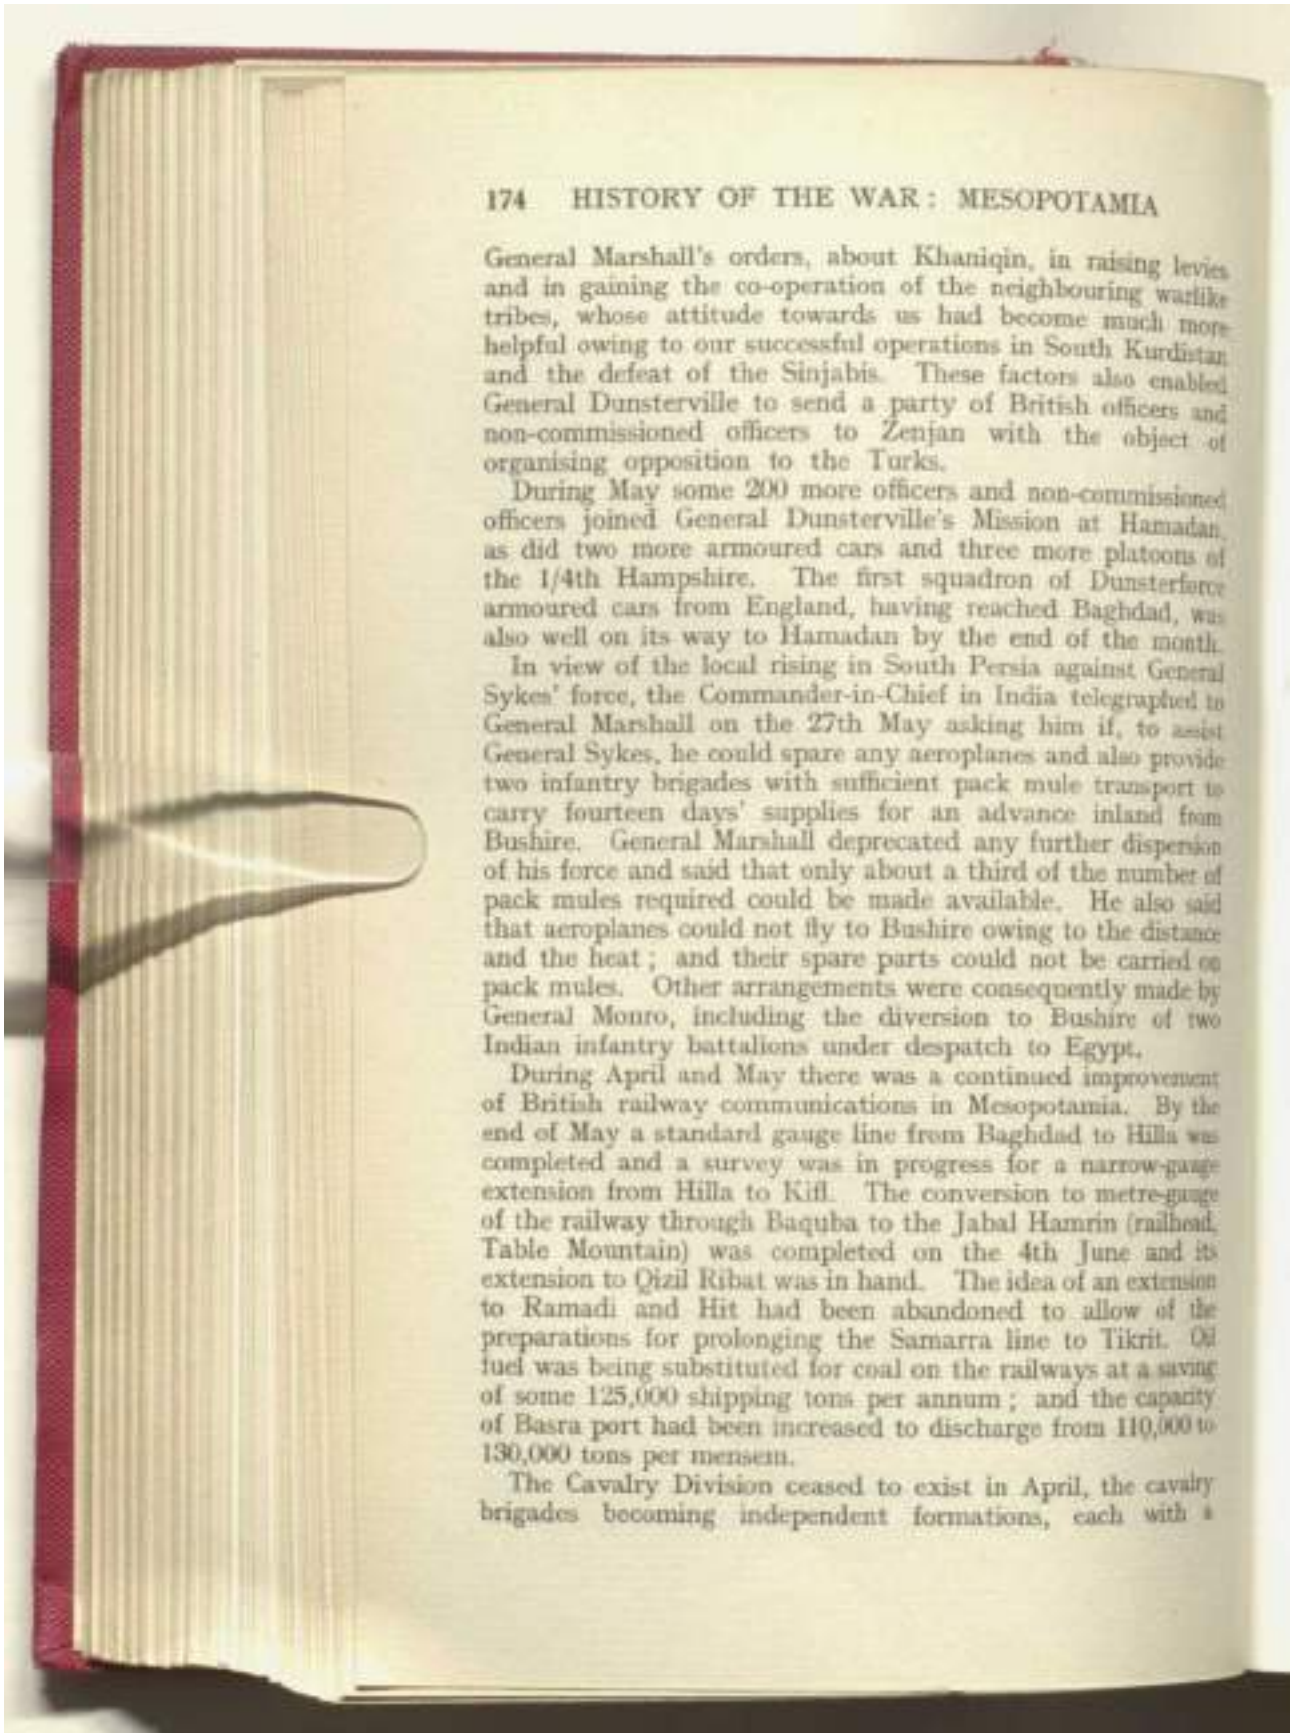 174 HISTORY OF THE WAR: MESOPOTAMIA
General Marshall's orders, about Khaniqin, in raising levies
and in gaining the co-operation of the neighbouring warlike
tribes, whose attitude towards us had become much more
helpful owing to our successful operations in South Kurdistan
and the defeat of the Sinjabis. These factors also enabled
General Dunsterville to send a party of British officers and
non-commissioned officers to Zenjan with the object of
organising opposition to the Turks.
During May some 200 more officers and non-commissioned
officers joined General Dunsterville's Mission at Hamadan,
as did two more armoured cars and three more platoons of
the 1/4th Hampshire. The first squadron of Dunsterforce
armoured cars from England, having reached Baghdad, was
also well on its way to Hamadan by the end of the month.
In view of the local rising in South Persia against General
Sykes' force, the Commander-in-Chief in India telegraphed to
General Marshall on the 27th May asking him if, to assist
General Sykes, he could spare any aeroplanes and also provide
two infantry brigades with sufficient pack mule transport to
carry fourteen days' supplies for an advance inland from
Bushire. General Marshall deprecated any further dispersion
of his force and said that only about a third of the number of
pack mules required could be made available. He also said
that aeroplanes could not fly to Bushire owing to the distance
and the heat; and their spare parts could not be carried on
pack mules. Other arrangements were consequently made by
General Monro, including the diversion to Bushire of two
Indian infantry battalions under despatch to Egypt.
During April and May there was a continued improvement
of British railway communications in Mesopotamia. By the
end of May a standard gauge line from Baghdad to Hilla was
completed and a survey was in progress for a narrow-gauge
extension from Hilla to Kifl. The conversion to metre-gauge
of the railway through Baquba to the Jabal Hamrin (railhead,
Table Mountain) was completed on the 4th June and its
extension to Qizil Ribat was in hand. The idea of an extension
to Ramadi and Hit had been abandoned to allow of the
preparations for prolonging the Samarra line to Tikrit. Oil
fuel was being substituted for coal on the railways at a saving
of some 125,000 shipping tons per annum; and the capacity
of Basra port had been increased to discharge from 110,000 to
130,000 tons per mensem.
The Cavalry Division ceased to exist in April, the cavalry
brigades becoming independent formations, each with a